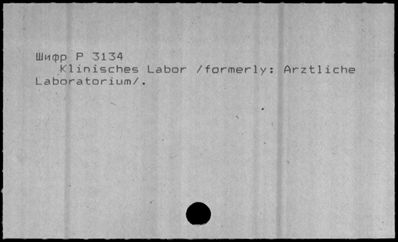 Шифр P 3134
Klinisches Labor /formerly: Arztliche
Laboratorium/.